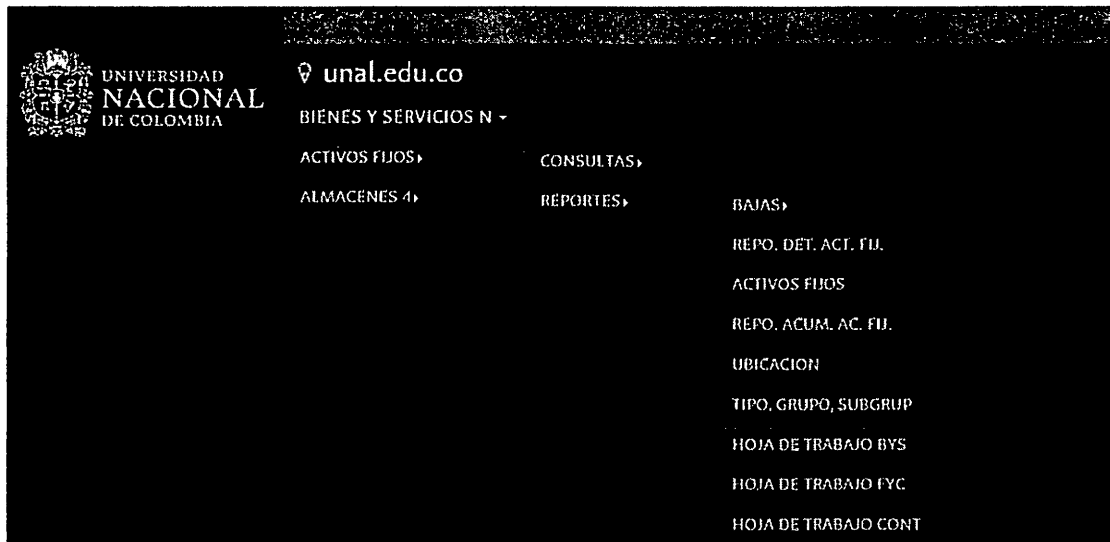 UNIVERSIDAD
NACIONAL
DE COLOMBIA
unal.edu.co
BIENES Y SERVICIOS N
ACTIVOS FIJOS
CONSULTAS
ALMACENES 4
REPORTES
BAJAS
REPO. DET. ACT. FIJ.
ACTIVOS FIJOS
REPO. ACUM. AC. FIJ.
UBICACION
TIPO, GRUPO, SUBGRUP
HOJA DE TRABAJO BYS
HOJA DE TRABAJO FYC
HOJA DE TRABAJO CONT